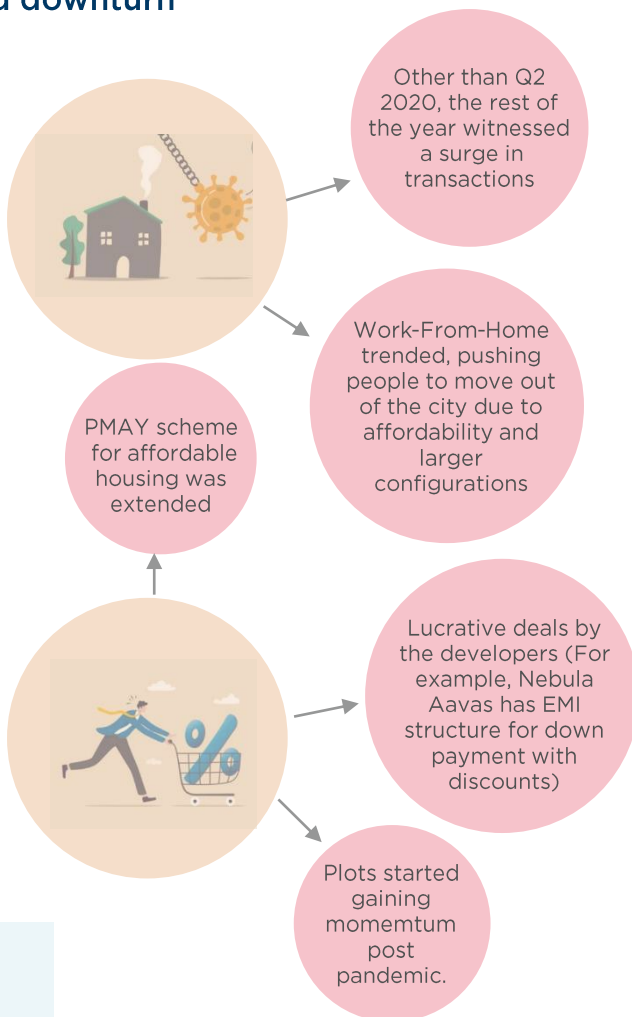 downturn
Other than Q2
2020, the rest of
the year witnessed
a surge in
transactions
Work-From-Home
trended, pushing
people to move out
of the city due to
affordability and
larger
configurations
PMAY scheme
for affordable
housing was
extended
Lucrative deals by
the developers (For
example, Nebula
Aavas has EMI
structure for down
payment with
discounts)
%
Plots started
gaining
momemtum
post
pandemic.